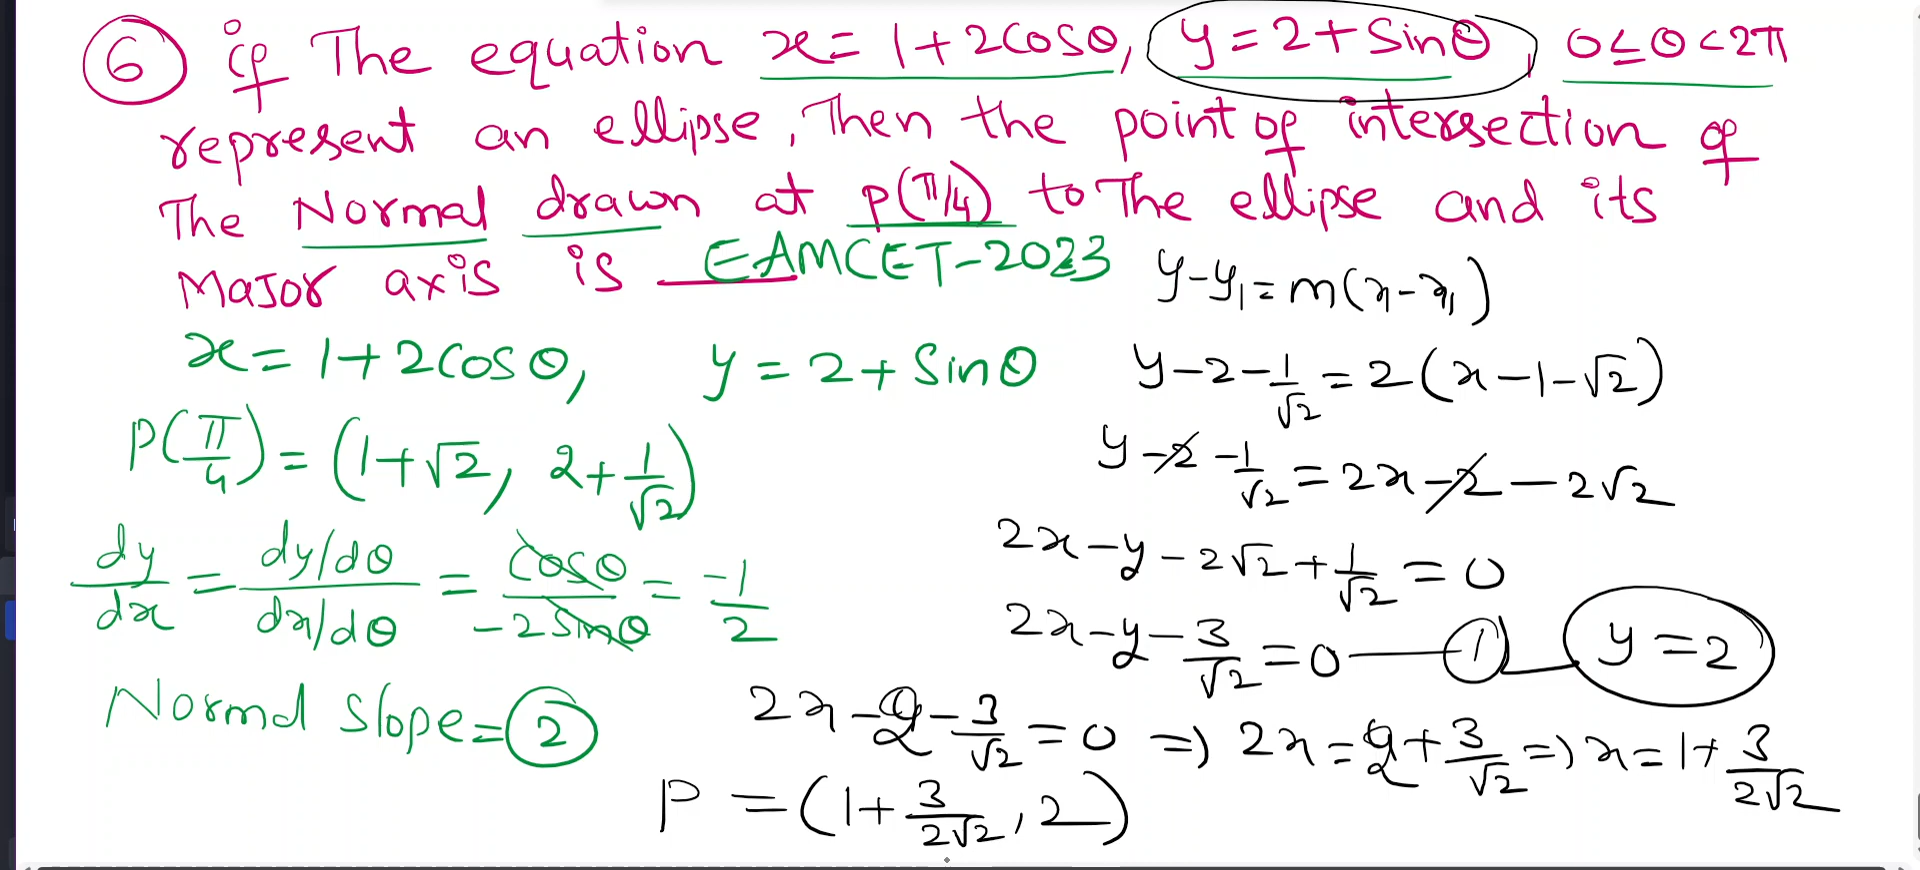 ⑥ if The equation x = 1+2cosθ, y = 2+Sinθ, 0≤θ<2π
represent an ellipse, Then the point of intersection of
The Normal drawn at p(π/4) to The ellipse and its
Major axis is ____ EAMCET-2023
x = 1+2cosθ, y = 2+Sinθ
P(π/4) = (1+√2, 2+1/√2)
dy/dx = (dy/dθ)/(dx/dθ) = cosθ/-2Sinθ = -1/2
Normal slope = 2
y-y₁ = m(x-x₁)
y-2-1/√2 = 2(x-1-√2)
y-2-1/√2 = 2x-2-2√2
2x-y-2√2+1/√2 = 0
2x-y-3/√2 = 0 — ① y = 2
2x-2-3/√2 = 0 => 2x = 2+3/√2 => x = 1+3/2√2
P = (1+3/2√2, 2)